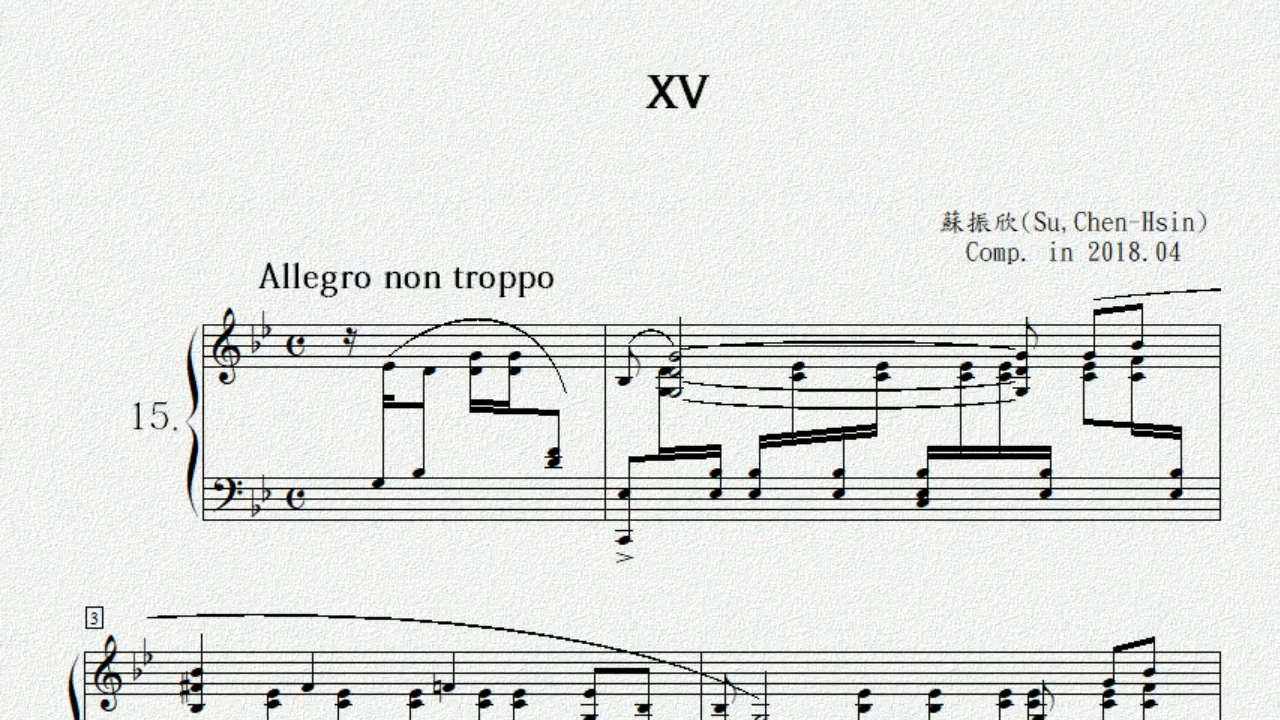 XV
蘇振欣(Su,Chen-Hsin)
Comp. in 2018.04
Allegro non troppo
15.
3